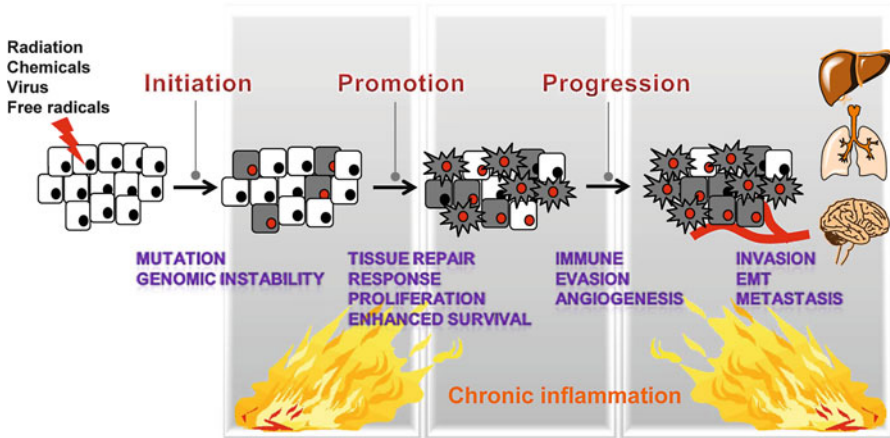 Radiation
Chemicals
Virus
Free radicals
Initiation
Promotion
Progression
MUTATION
GENOMIC INSTABILITY
TISSUE REPAIR
RESPONSE
PROLIFERATION
ENHANCED SURVIVAL
IMMUNE
EVASION
ANGIOGENESIS
INVASION
EMT
METASTASIS
Chronic inflammation